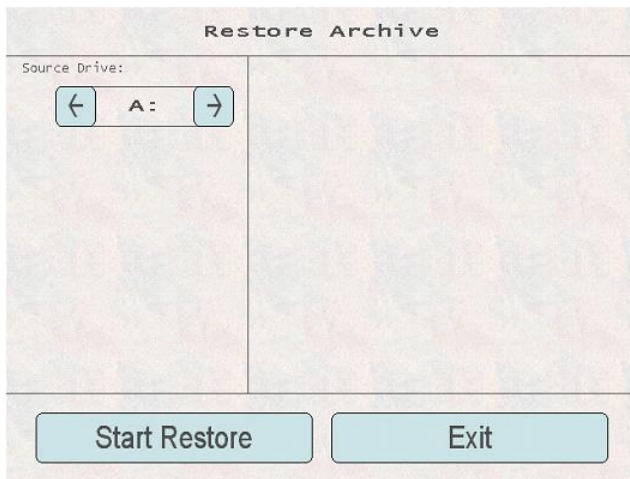 Restore Archive
Source Drive:
← A: →
Start Restore
Exit